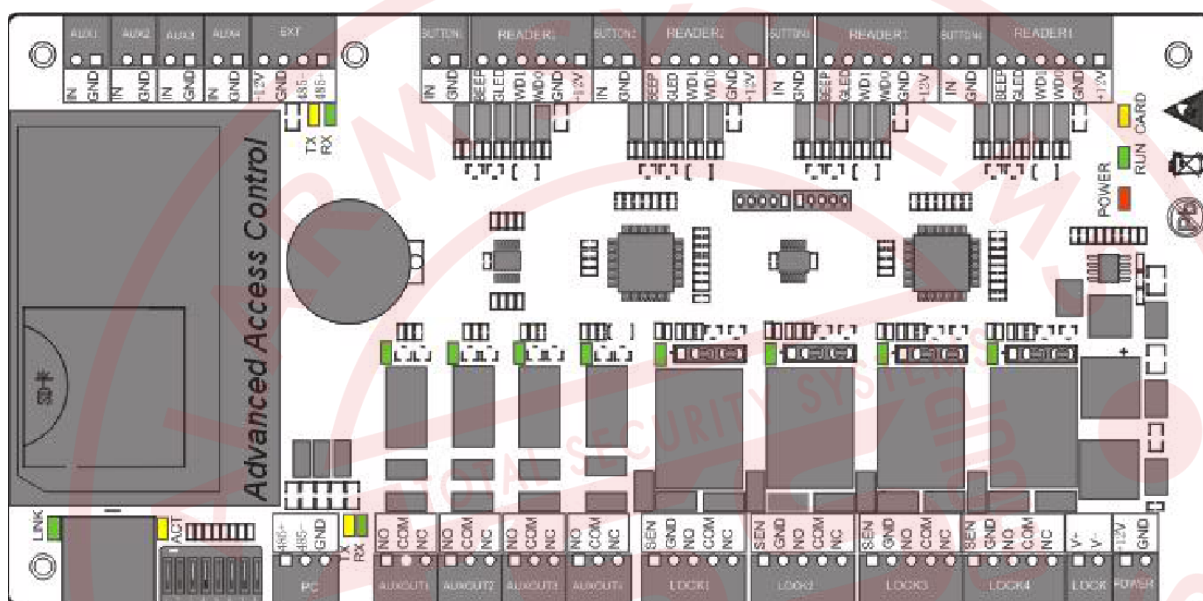 AUX1 AUX2 AUX3 AUX4 EXT BUTTON1 READER1 BUTTON2 READER2 BUTTON3 READER3 BUTTON4 READER4
IN GND IN GND IN GND IN GND +12V GND 485- 485+ IN GND BEEP GLED WD1 WD0 GND +12V IN GND BEEP GLED WD1 WD0 GND +12V IN GND BEEP GLED WD1 WD0 GND +12V IN GND BEEP GLED WD1 WD0 GND +12V
TX
RX
CARD
RUN
POWER
Advanced Access Control
ARM SYSTEMS
TOTAL SECURITY SYSTEMS
LINK
ACT
485+ 485- GND
TX
RX
NO COM NC NO COM NC NO COM NC NO COM NC SEN GND NO COM NC SEN GND NO COM NC SEN GND NO COM NC SEN GND NO COM NC V+ V- +12V GND
PC AUXOUT1 AUXOUT2 AUXOUT3 AUXOUT4 LOCK1 LOCK2 LOCK3 LOCK4 LOCK POWER